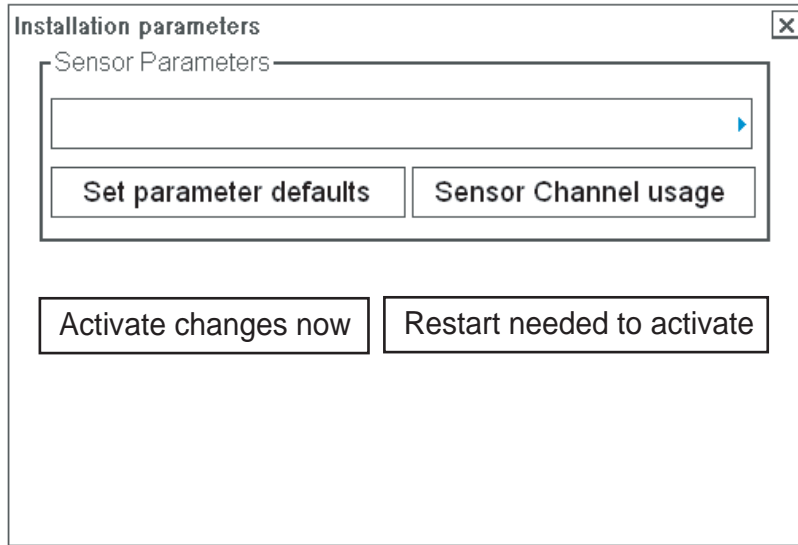 Installation parameters
Sensor Parameters
Set parameter defaults
Sensor Channel usage
Activate changes now
Restart needed to activate